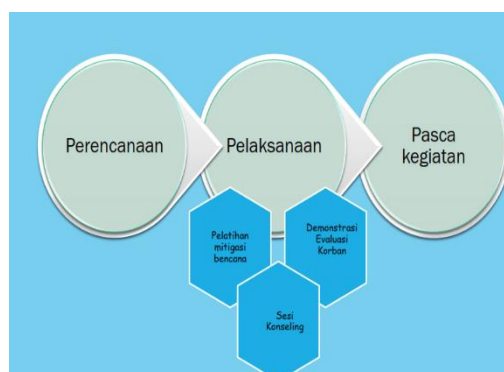 Perencanaan
Pelaksanaan
Pasca
kegiatan
Pelatihan
mitigasi
bencana
Demonstrasi
Evaluasi
Korban
Sesi
Konseling